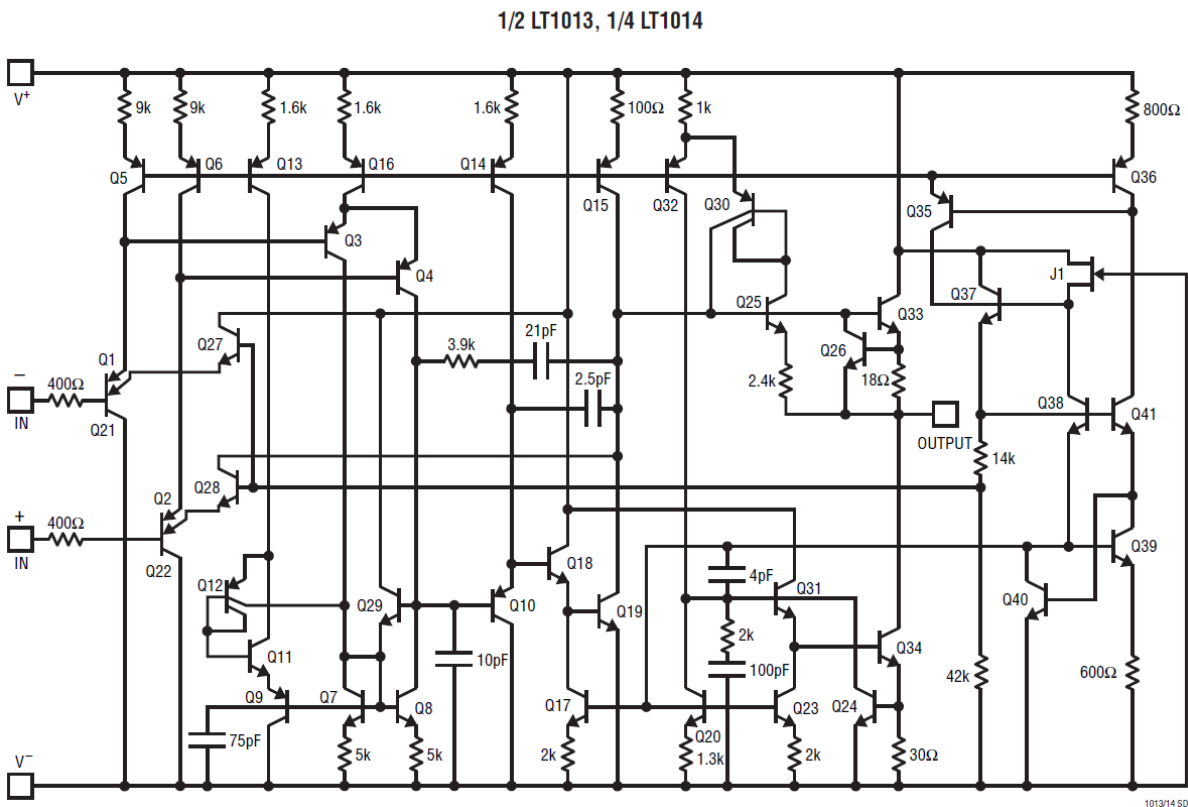 1/2 LT1013, 1/4 LT1014
V+
9k
9k
1.6k
1.6k
1.6k
100Ω
1k
800Ω
Q5
Q6
Q13
Q16
Q14
Q15
Q32
Q30
Q35
Q36
Q3
Q4
J1
Q25
Q37
Q33
Q27
3.9k
21pF
Q26
Q1
2.5pF
2.4k
18Ω
–
IN
400Ω
Q21
Q38
Q41
OUTPUT
14k
Q28
Q2
+
IN
400Ω
Q22
Q18
Q39
Q12
Q29
Q10
Q19
4pF
Q31
Q40
2k
Q11
10pF
100pF
Q34
42k
600Ω
Q9
Q7
Q8
Q17
Q20
Q23
Q24
75pF
5k
5k
2k
1.3k
2k
30Ω
V–
1013/14 SD